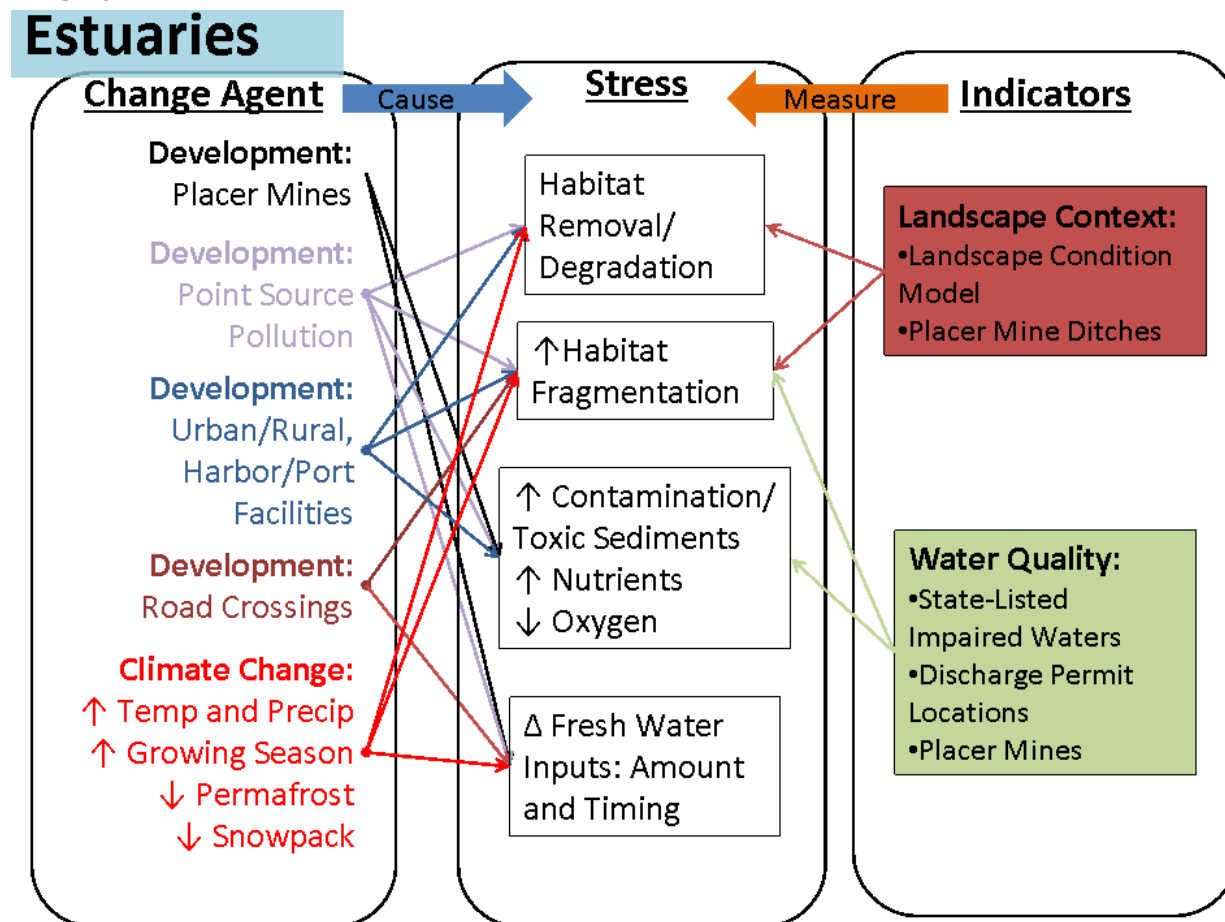 Estuaries
Change Agent
Cause
Stress
Measure
Indicators
Development:
Placer Mines
Development:
Point Source
Pollution
Development:
Urban/Rural,
Harbor/Port
Facilities
Development:
Road Crossings
Climate Change:
↑ Temp and Precip
↑ Growing Season
↓ Permafrost
↓ Snowpack
Habitat
Removal/
Degradation
↑Habitat
Fragmentation
↑ Contamination/
Toxic Sediments
↑ Nutrients
↓ Oxygen
Δ Fresh Water
Inputs: Amount
and Timing
Landscape Context:
•Landscape Condition
Model
•Placer Mine Ditches
Water Quality:
•State-Listed
Impaired Waters
•Discharge Permit
Locations
•Placer Mines